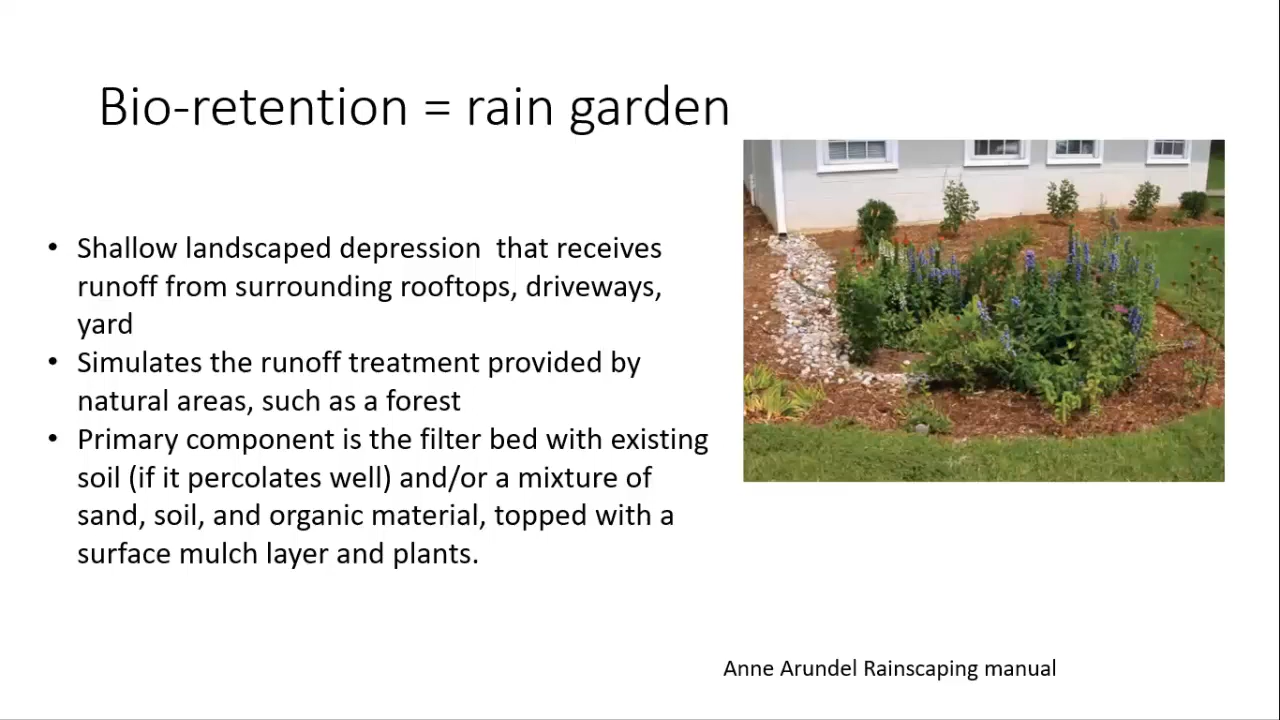 Bio-retention = rain garden
• Shallow landscaped depression  that receives
runoff from surrounding rooftops, driveways,
yard
• Simulates the runoff treatment provided by
natural areas, such as a forest
• Primary component is the filter bed with existing
soil (if it percolates well) and/or a mixture of
sand, soil, and organic material, topped with a
surface mulch layer and plants.
Anne Arundel Rainscaping manual